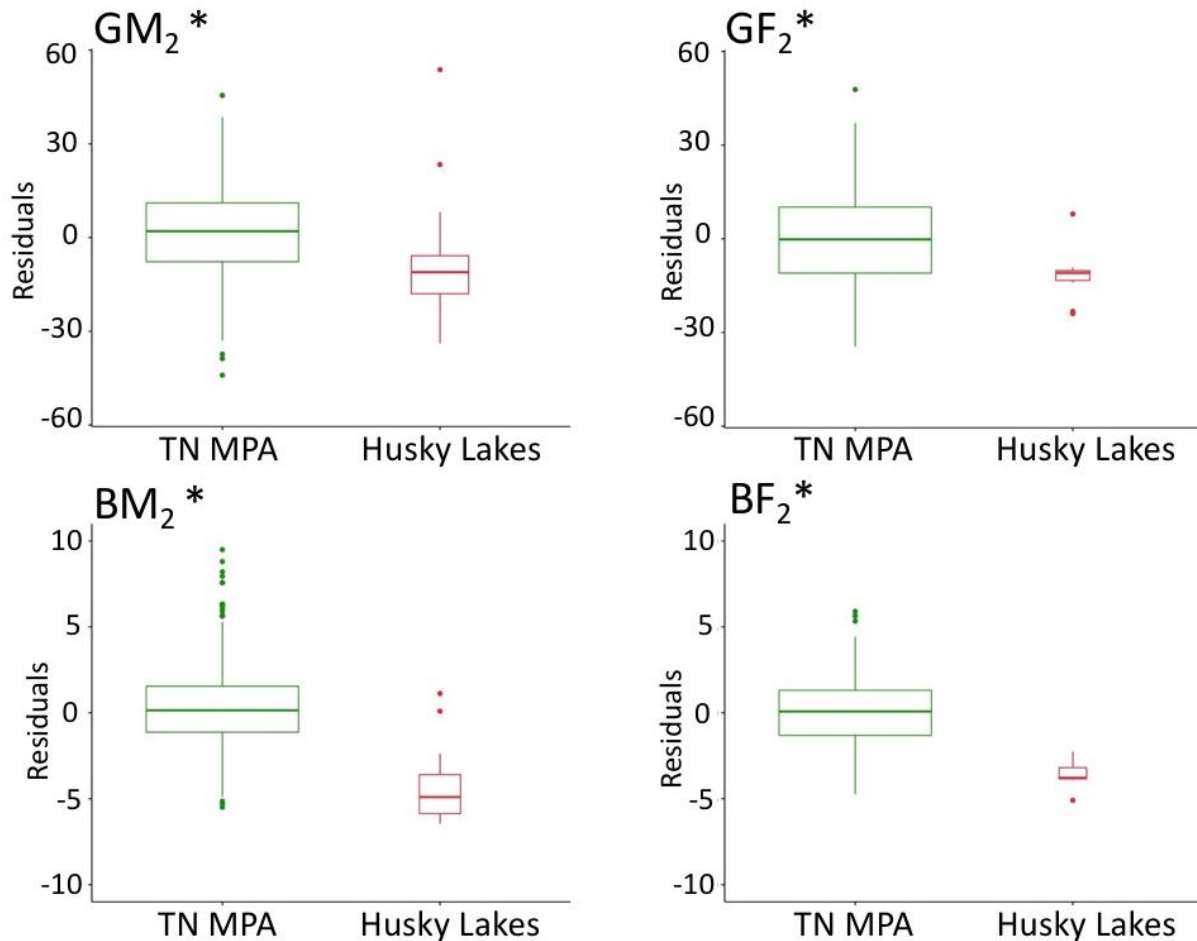 GM₂ *
60
30
0
-30
-60
Residuals
TN MPA Husky Lakes
GF₂*
60
30
0
-30
-60
Residuals
TN MPA Husky Lakes
BM₂ *
10
5
0
-5
-10
Residuals
TN MPA Husky Lakes
BF₂*
10
5
0
-5
-10
Residuals
TN MPA Husky Lakes